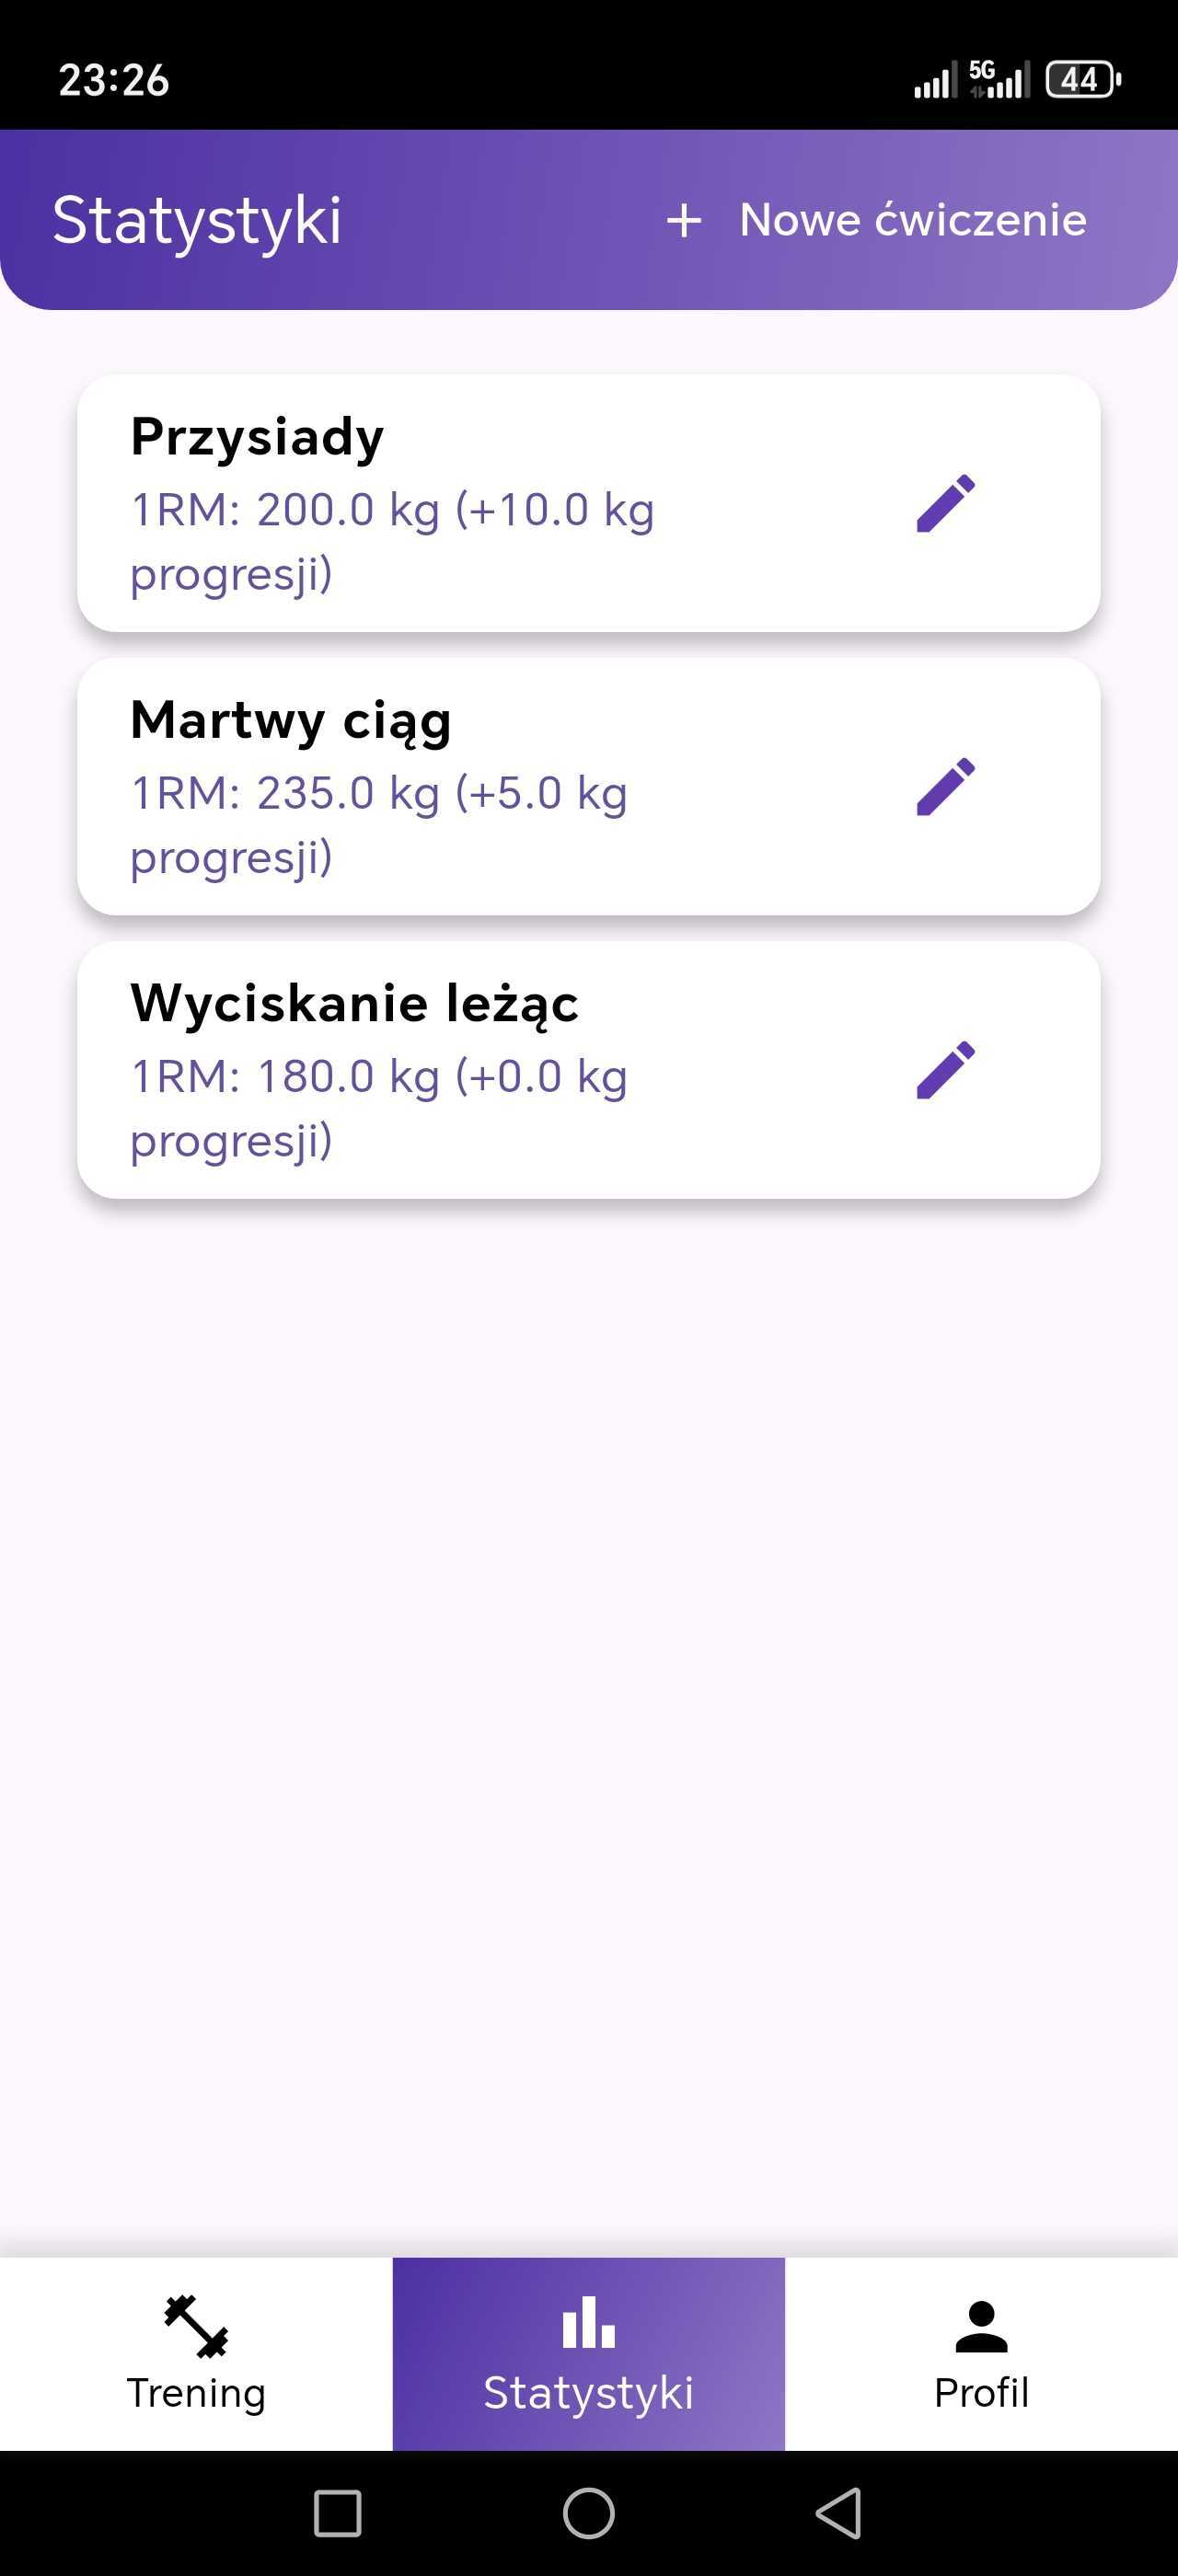 23:26
5G
44
Statystyki
+ Nowe ćwiczenie
Przysiady
1RM: 200.0 kg (+10.0 kg
progresji)
Martwy ciąg
1RM: 235.0 kg (+5.0 kg
progresji)
Wyciskanie leżąc
1RM: 180.0 kg (+0.0 kg
progresji)
Trening
Statystyki
Profil